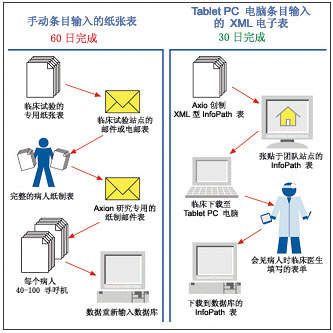 手动条目输入的纸张表
60 日完成
临床试验的
专用纸张表
临床试验站点的
邮件或电邮表
完整的病人纸制表
Axion 研究专用的
纸制邮件表
每个病人
40-100 寻呼机
数据重新输入数据库
Tablet PC 电脑条目输入
的 XML 电子表
30 日完成
Axio 创制
XML 至 InfoPath 表
张贴于团队站点的
InfoPath 表
临床下载至
Tablet PC 电脑
会见病人时临床医生
填写的表单
下载到数据库的
InfoPath 表